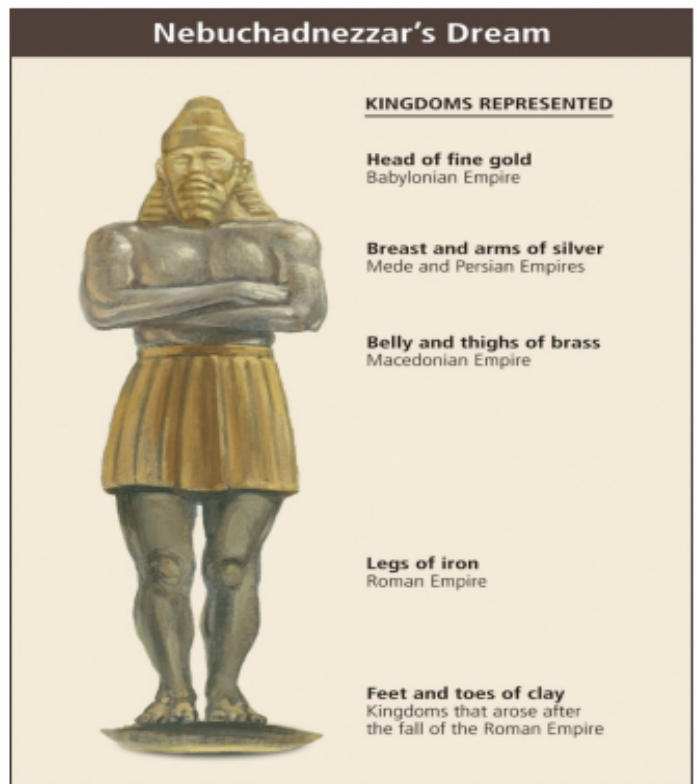 Nebuchadnezzar's Dream
KINGDOMS REPRESENTED
Head of fine gold
Babylonian Empire
Breast and arms of silver
Mede and Persian Empires
Belly and thighs of brass
Macedonian Empire
Legs of iron
Roman Empire
Feet and toes of clay
Kingdoms that arose after
the fall of the Roman Empire